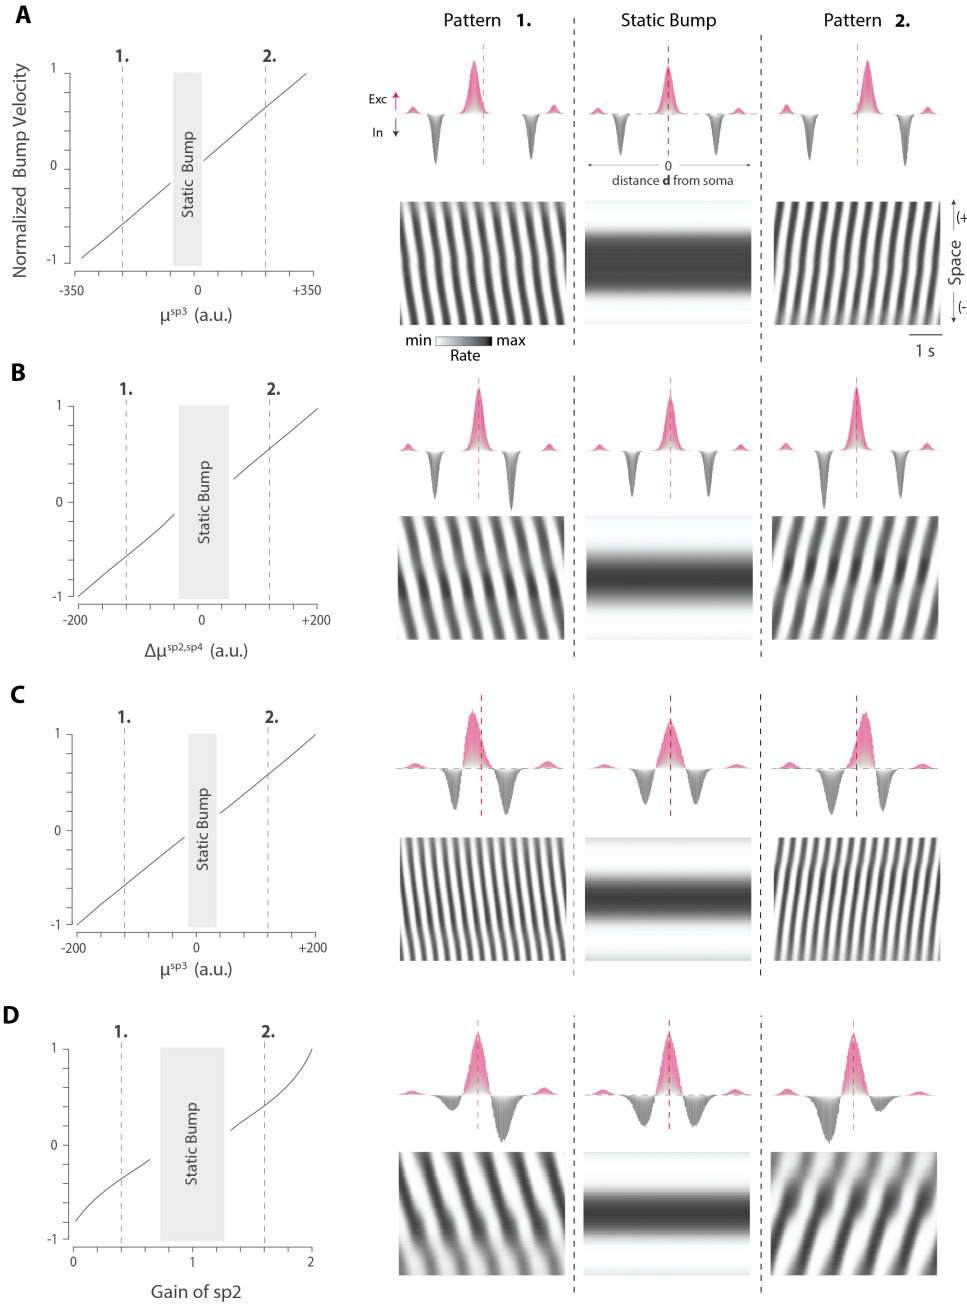 A
Pattern 1.
Static Bump
Pattern 2.
1.
2.
Normalized Bump Velocity
1
0
-1
Static Bump
-350
0
+350
μsp3 (a.u.)
Exc
In
0
distance d from soma
(+
Space
(-
min
max
Rate
1 s
B
1.
2.
1
0
-1
Static Bump
-200
0
+200
Δμsp2,sp4 (a.u.)
C
1.
2.
1
0
-1
Static Bump
-200
0
+200
μsp3 (a.u.)
D
1.
2.
1
0
-1
Static Bump
0
1
2
Gain of sp2